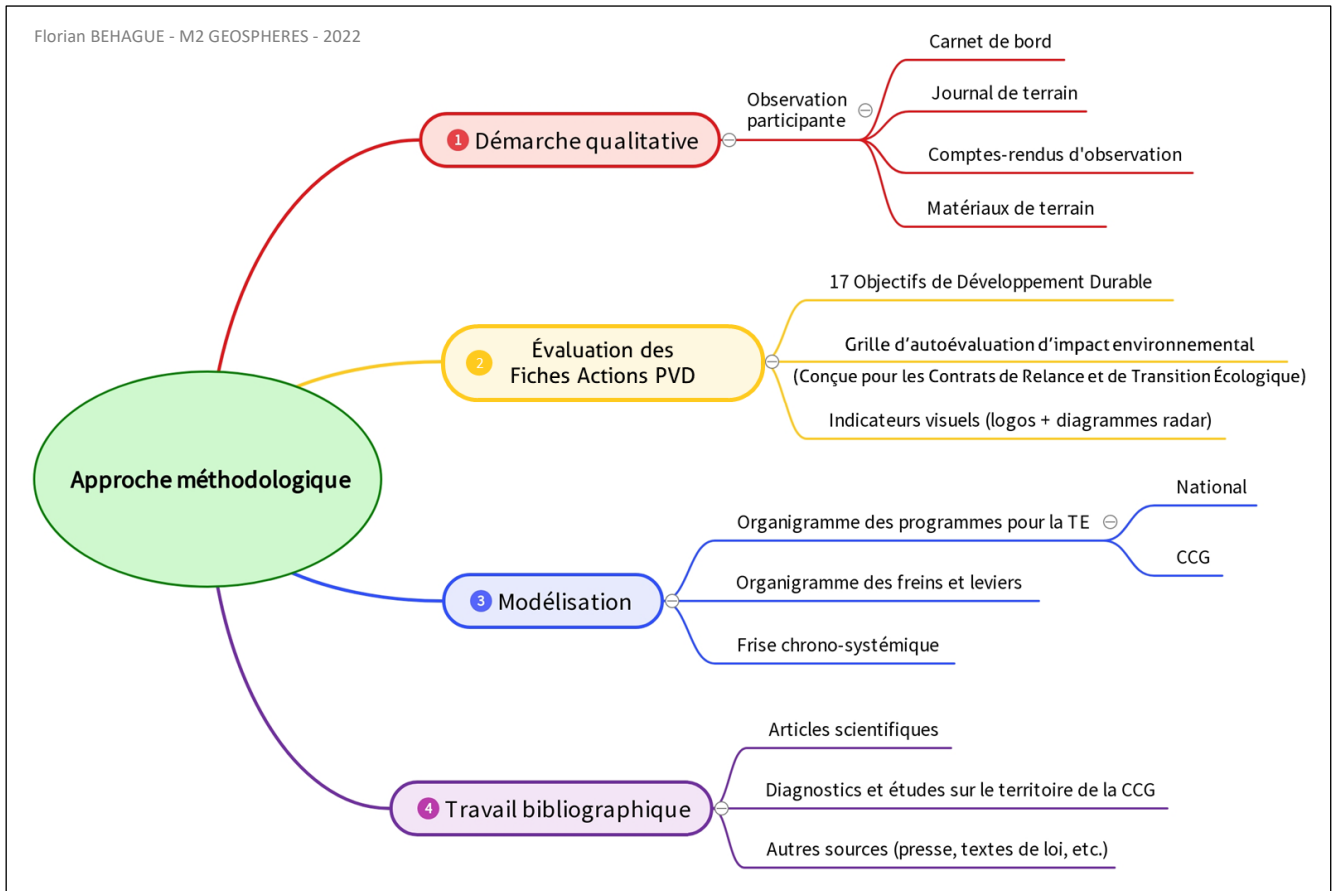 Florian BEHAGUE - M2 GEOSPHERES - 2022
Approche méthodologique
1 Démarche qualitative
Observation
participante
Carnet de bord
Journal de terrain
Comptes-rendus d'observation
Matériaux de terrain
2 Évaluation des
Fiches Actions PVD
17 Objectifs de Développement Durable
Grille d'autoévaluation d'impact environnemental
(Conçue pour les Contrats de Relance et de Transition Écologique)
Indicateurs visuels (logos + diagrammes radar)
3 Modélisation
Organigramme des programmes pour la TE
National
CCG
Organigramme des freins et leviers
Frise chrono-systémique
4 Travail bibliographique
Articles scientifiques
Diagnostics et études sur le territoire de la CCG
Autres sources (presse, textes de loi, etc.)